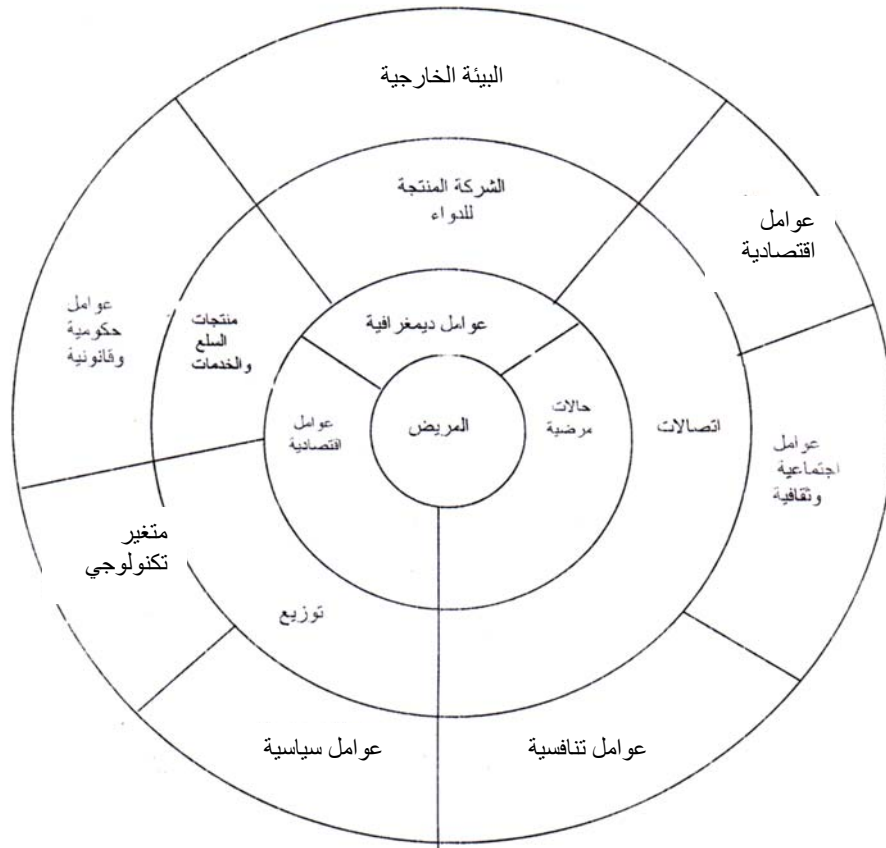 البيئة الخارجية
الشركة المنتجة
للدواء
عوامل
اقتصادية
عوامل
حكومية
وقانونية
منتجات
السلع
والخدمات
عوامل ديمغرافية
عوامل
اقتصادية
المريض
حالات
مرضية
اتصالات
عوامل
اجتماعية
وثقافية
متغير
تكنولوجي
توزيع
عوامل سياسية
عوامل تنافسية